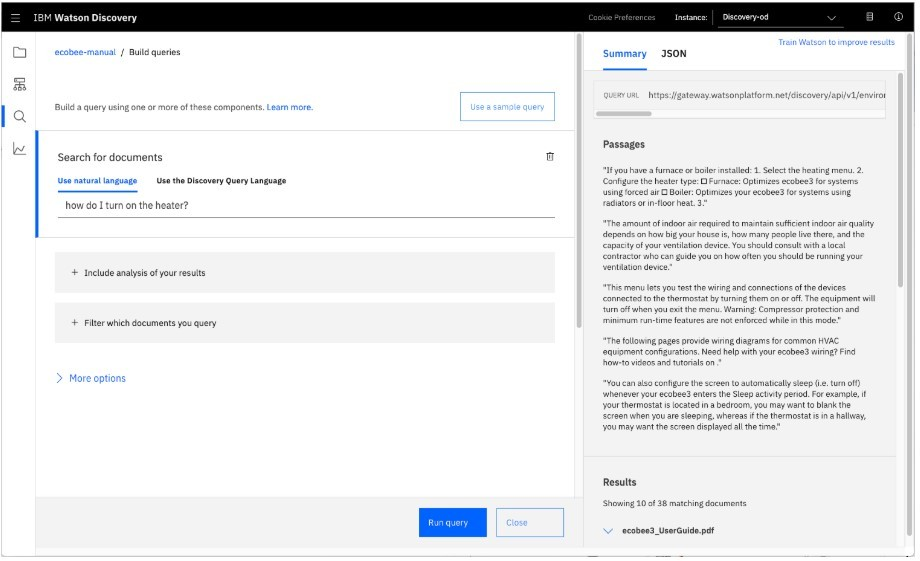 IBM Watson Discovery
Cookie Preferences
Instance:
Discovery-od
ecobee-manual / Build queries
Build a query using one or more of these components. Learn more.
Use a sample query
Search for documents
Use natural language
Use the Discovery Query Language
how do I turn on the heater?
+ Include analysis of your results
+ Filter which documents you query
More options
Run query
Close
Train Watson to improve results
Summary
JSON
QUERY URL
https://gateway.watsonplatform.net/discovery/api/v1/enviror
Passages
"If you have a furnace or boiler installed: 1. Select the heating menu. 2.
Configure the heater type: ☐ Furnace: Optimizes ecobee3 for systems
using forced air ☐ Boiler: Optimizes your ecobee3 for systems using
radiators or in-floor heat. 3."
"The amount of indoor air required to maintain sufficient indoor air quality
depends on how big your house is, how many people live there, and the
capacity of your ventilation device. You should consult with a local
contractor who can guide you on how often you should be running your
ventilation device."
"This menu lets you test the wiring and connections of the devices
connected to the thermostat by turning them on or off. The equipment will
turn off when you exit the menu. Warning: Compressor protection and
minimum run-time features are not enforced while in this mode."
"The following pages provide wiring diagrams for common HVAC
equipment configurations. Need help with your ecobee3 wiring? Find
how-to videos and tutorials on ."
"You can also configure the screen to automatically sleep (i.e. turn off)
whenever your ecobee3 enters the Sleep activity period. For example, if
your thermostat is located in a bedroom, you may want to blank the
screen when you are sleeping, whereas if the thermostat is in a hallway,
you may want the screen displayed all the time."
Results
Showing 10 of 38 matching documents
ecobee3_UserGuide.pdf